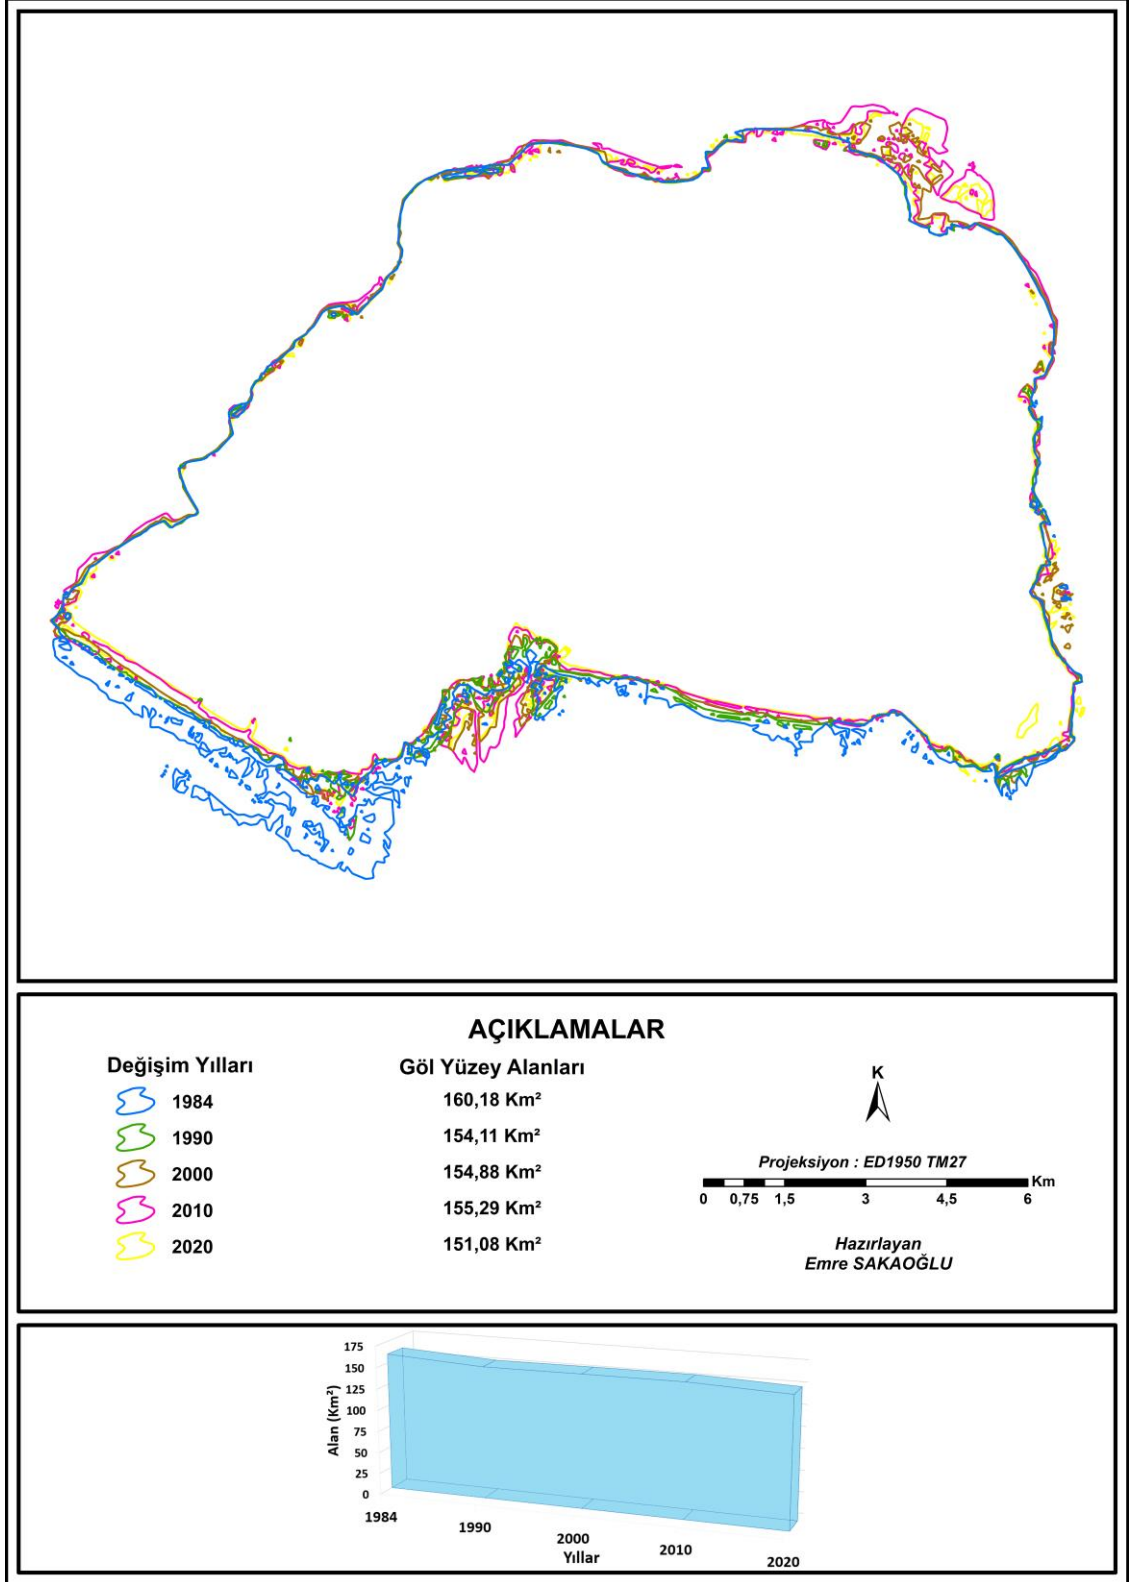 AÇIKLAMALAR
Değişim Yılları
Göl Yüzey Alanları
1984
160,18 Km²
1990
154,11 Km²
2000
154,88 Km²
2010
155,29 Km²
2020
151,08 Km²
K
Projeksiyon : ED1950 TM27
Km
0 0,75 1,5 3 4,5 6
Hazırlayan
Emre SAKAOĞLU
175
150
125
100
75
50
25
0
Alan (Km²)
1984
1990
2000
2010
2020
Yıllar